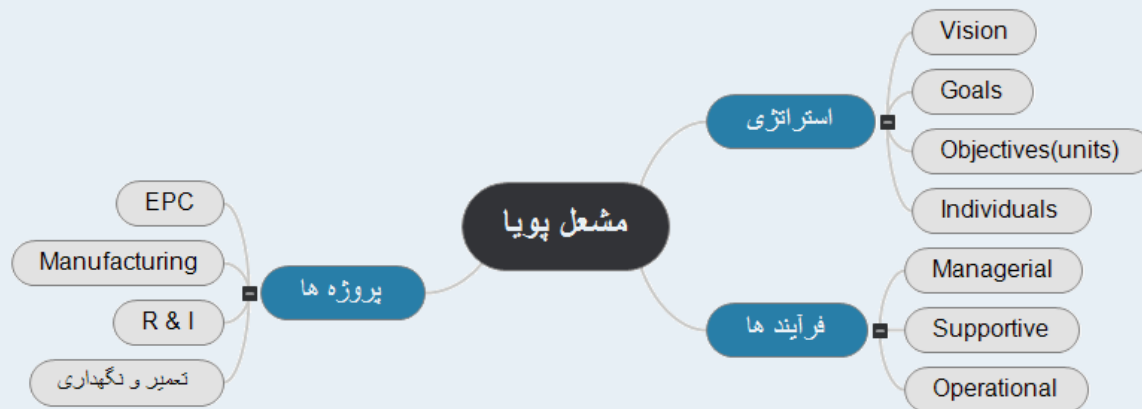 مشعل پویا
استراتژی
Vision
Goals
Objectives(units)
Individuals
فرآیند ها
Managerial
Supportive
Operational
پروژه ها
EPC
Manufacturing
R & I
تعمیر و نگهداری